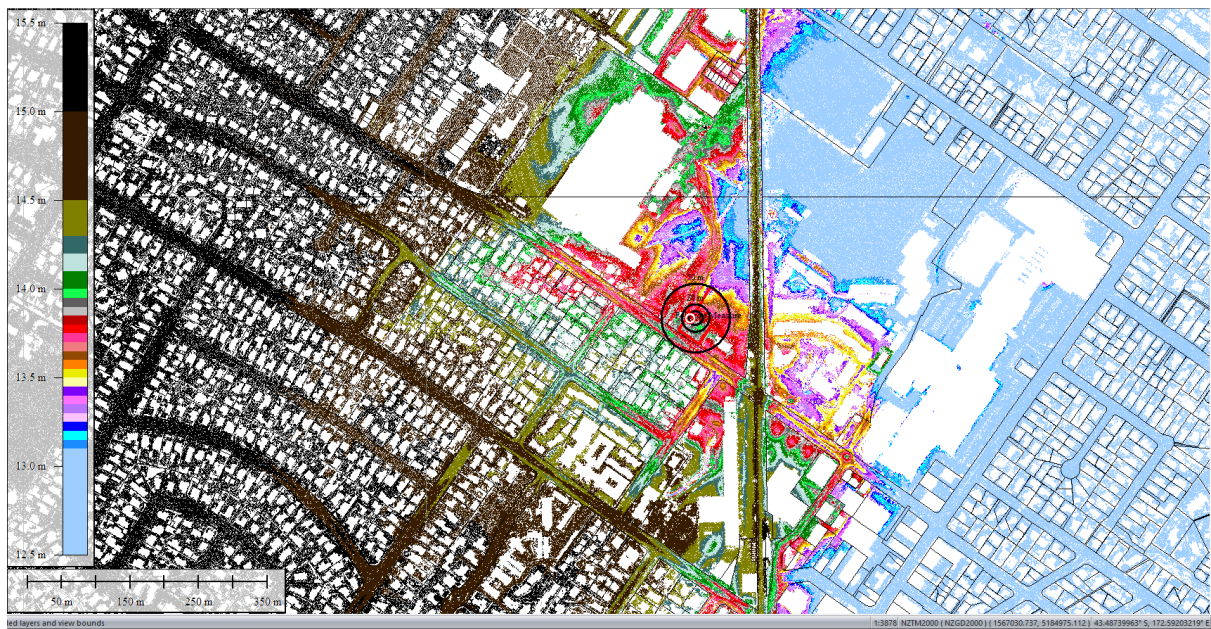 15.5 m
15.0 m
14.5 m
14.0 m
13.5 m
13.0 m
12.5 m
feature
50 m 150 m 250 m 350 m
led layers and view bounds
1:3878 NZTM2000 ( NZGD2000 ) ( 1567030.737, 5184975.112 ) 43.48739963° S, 172.59203219° E